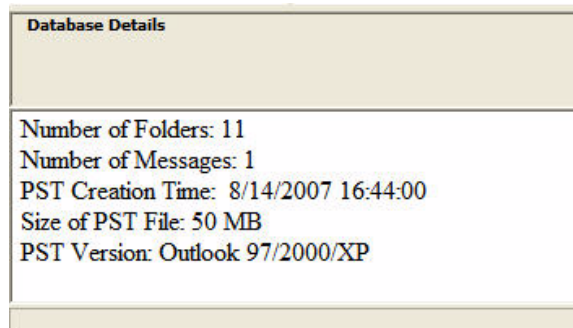 Database Details
Number of Folders: 11
Number of Messages: 1
PST Creation Time:  8/14/2007 16:44:00
Size of PST File: 50 MB
PST Version: Outlook 97/2000/XP